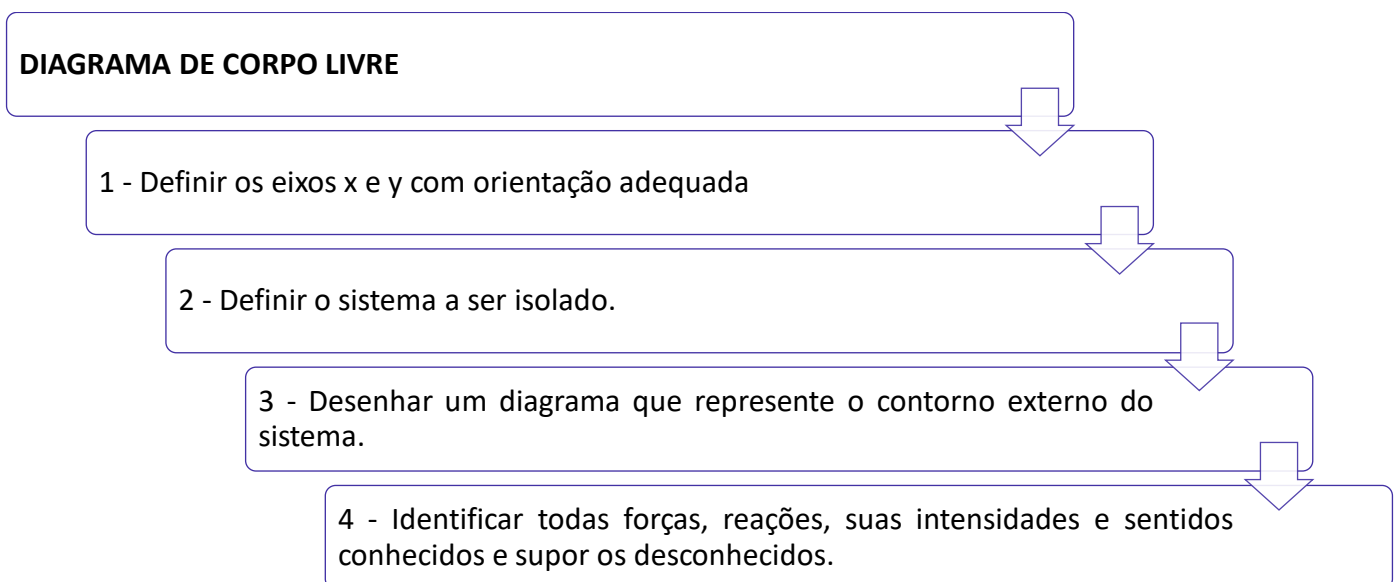 DIAGRAMA DE CORPO LIVRE
1 - Definir os eixos x e y com orientação adequada
2 - Definir o sistema a ser isolado.
3 - Desenhar um diagrama que represente o contorno externo do
sistema.
4 - Identificar todas forças, reações, suas intensidades e sentidos
conhecidos e supor os desconhecidos.